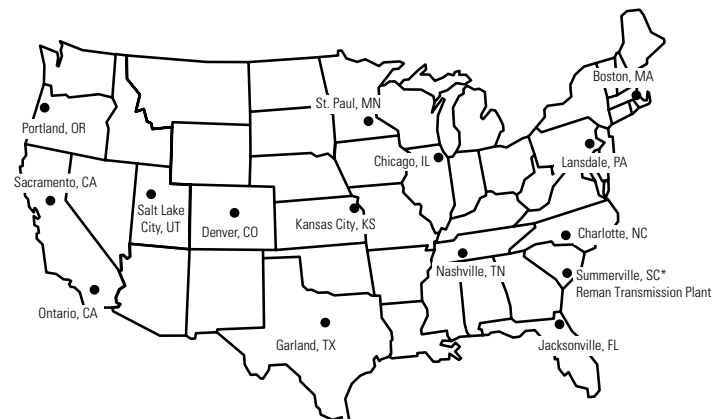 Boston, MA
St. Paul, MN
Portland, OR
Chicago, IL
Lansdale, PA
Sacramento, CA
Salt Lake
City, UT
Denver, CO
Kansas City, KS
Charlotte, NC
Nashville, TN
Summerville, SC*
Reman Transmission Plant
Ontario, CA
Garland, TX
Jacksonville, FL